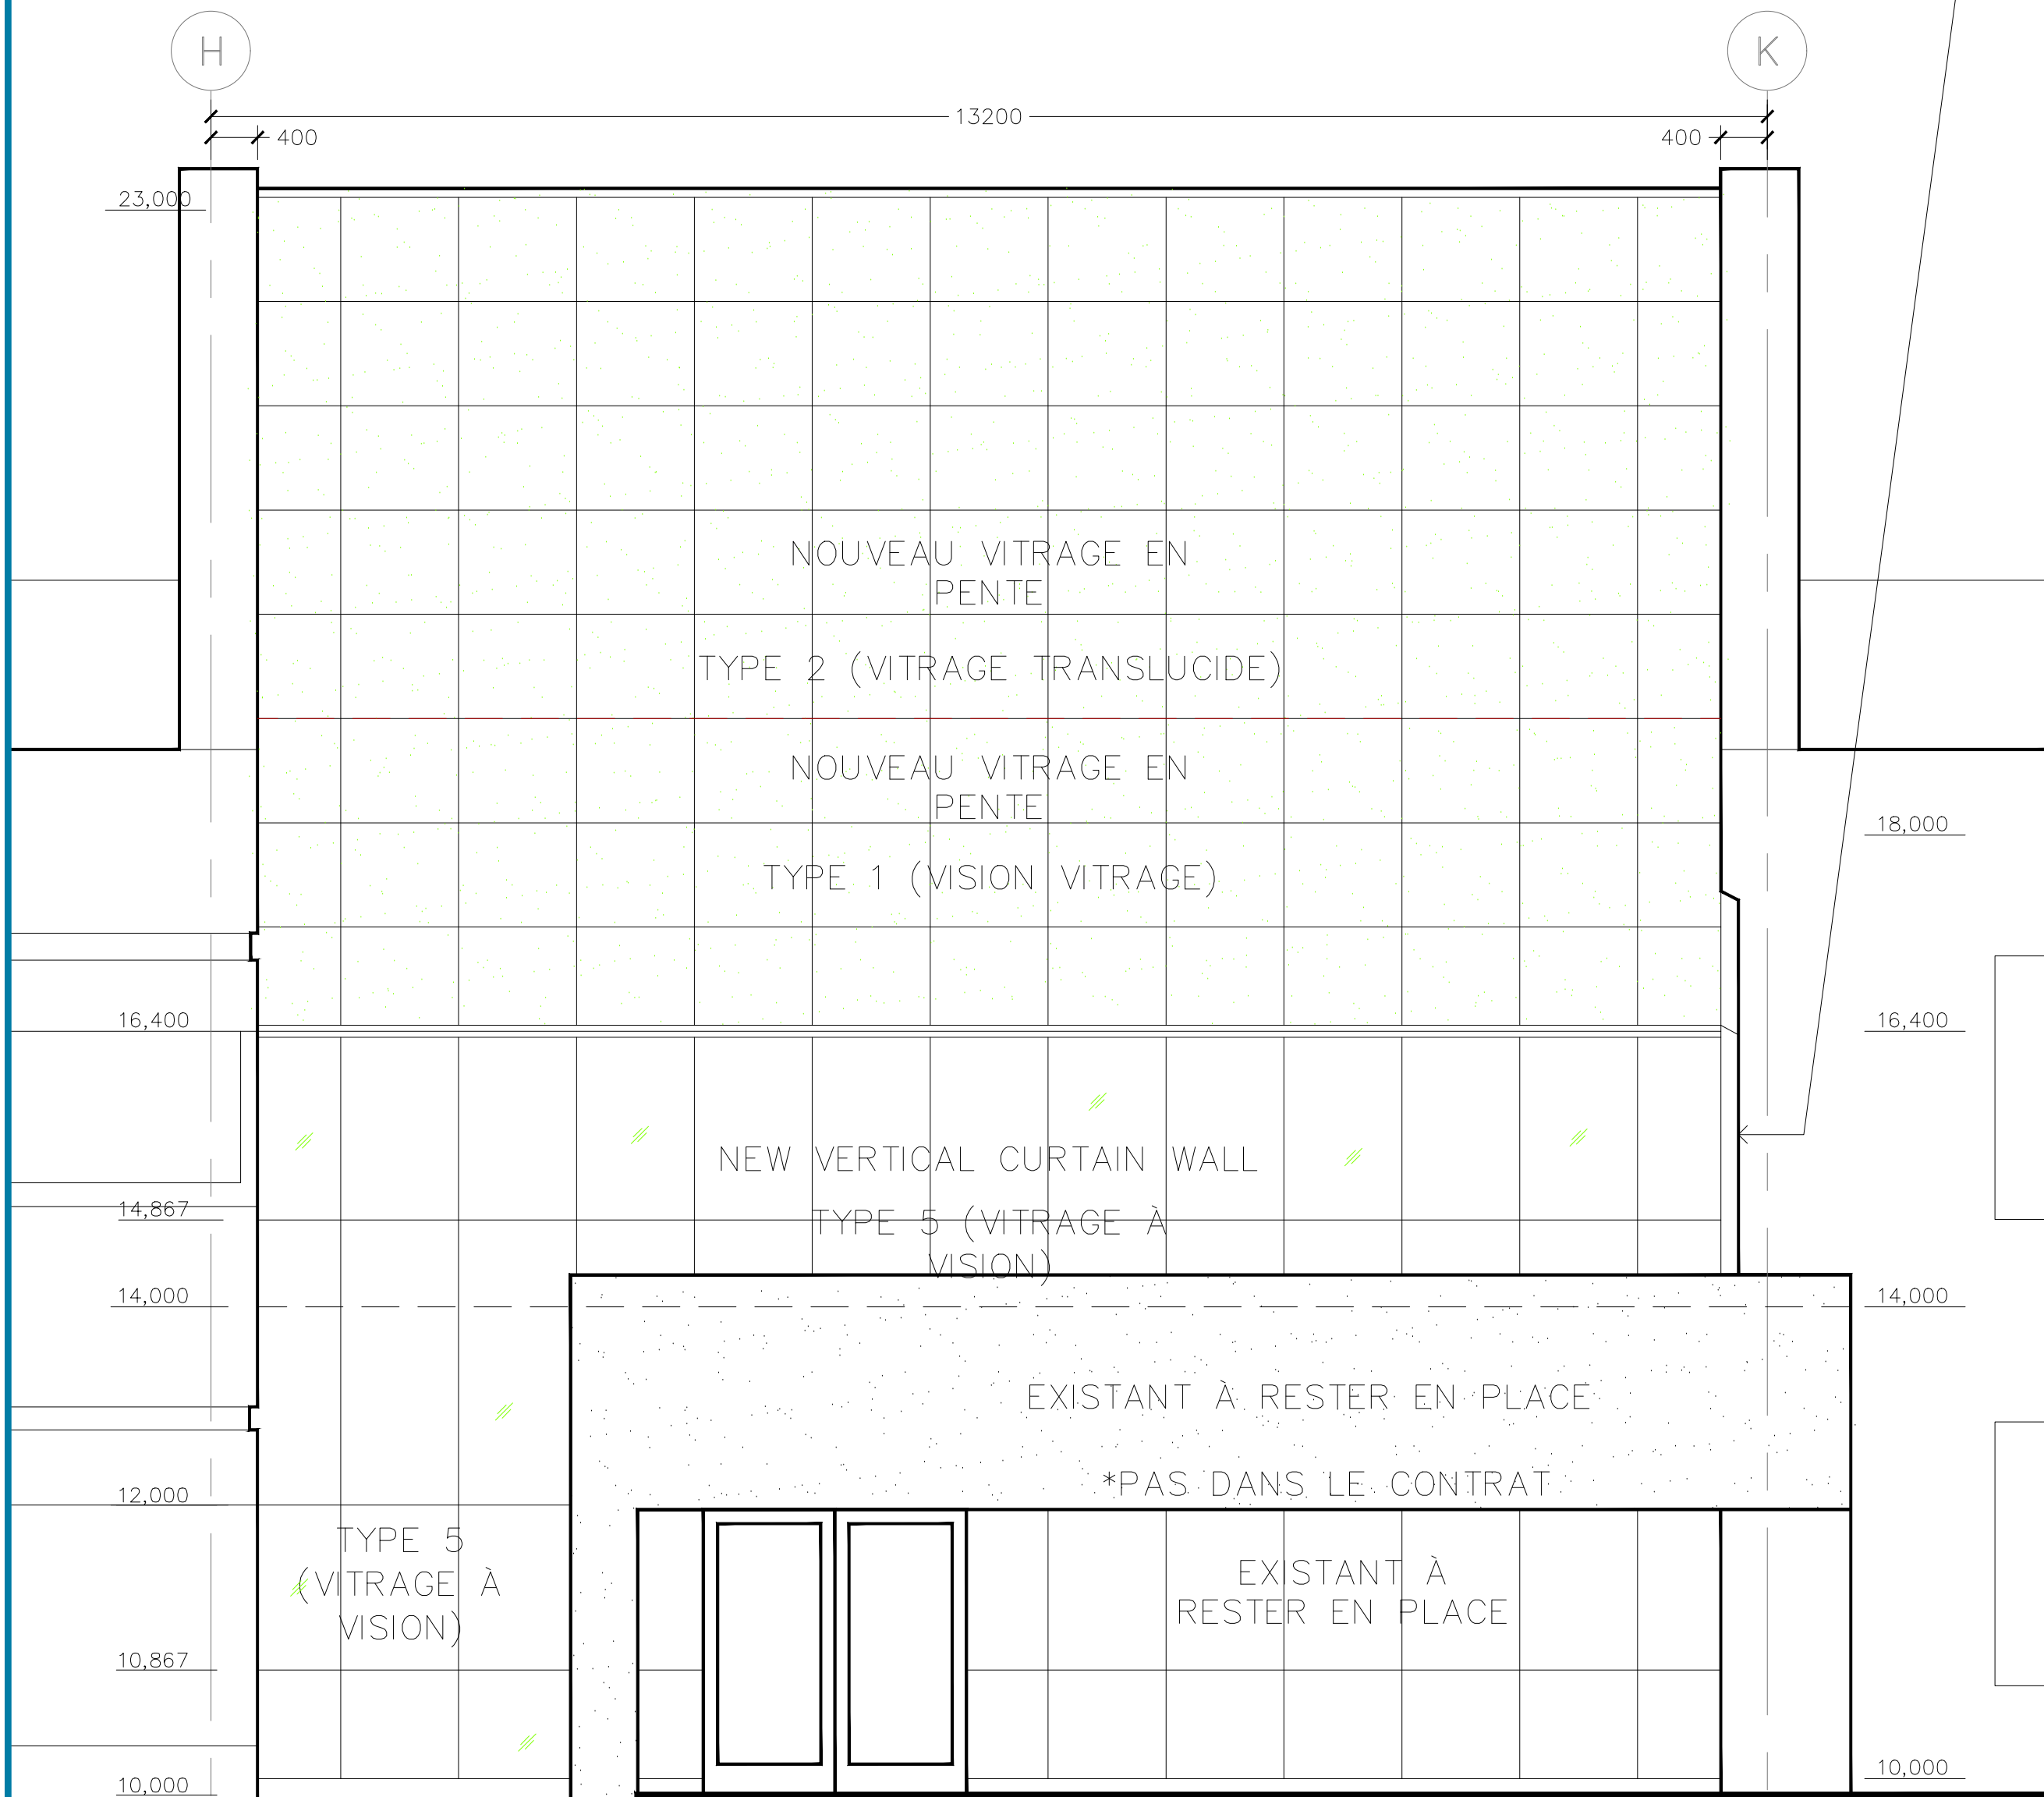 H
K
13200
400
400
23,000
NOUVEAU VITRAGE EN
PENTE
TYPE 2 (VITRAGE TRANSLUCIDE)
NOUVEAU VITRAGE EN
PENTE
18,000
TYPE 1 (VISION VITRAGE)
16,400
16,400
NEW VERTICAL CURTAIN WALL
14,867
TYPE 5 (VITRAGE À
VISION)
14,000
14,000
EXISTANT À RESTER EN PLACE
*PAS DANS LE CONTRAT
12,000
TYPE 5
(VITRAGE À
VISION)
EXISTANT À
RESTER EN PLACE
10,867
10,000
10,000